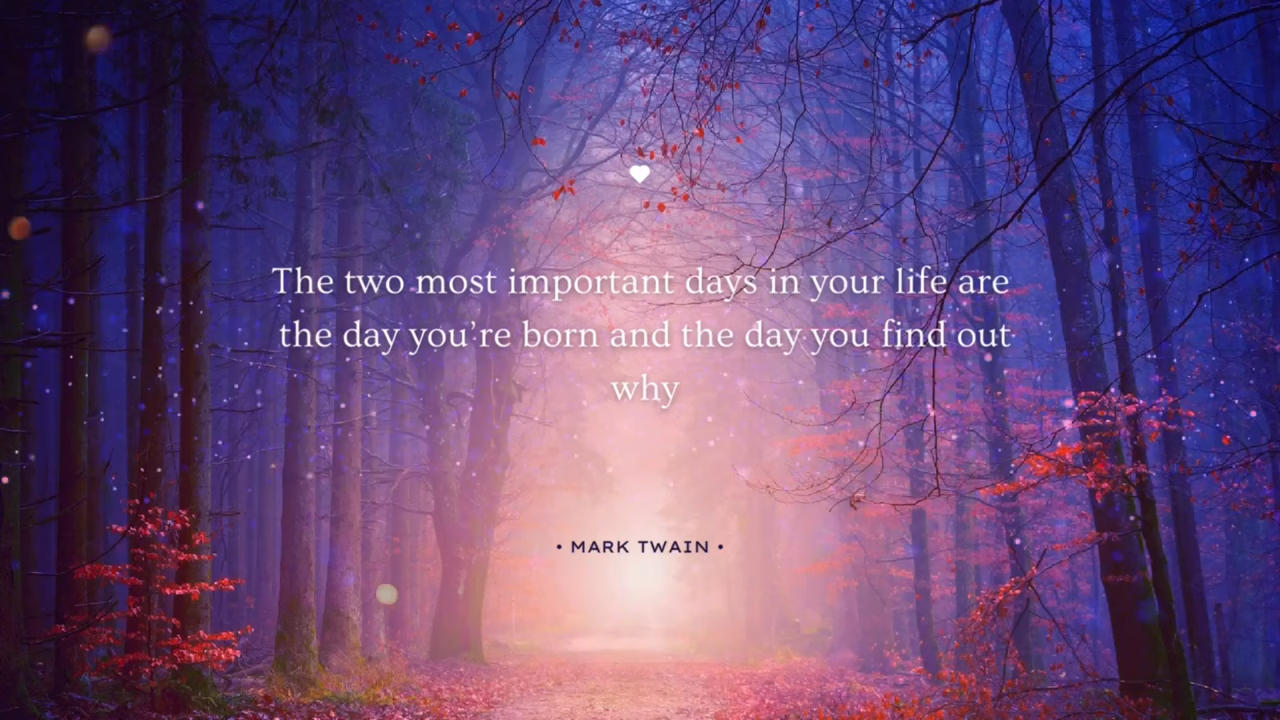 The two most important days in your life are
the day you’re born and the day you find out
why
• MARK TWAIN •